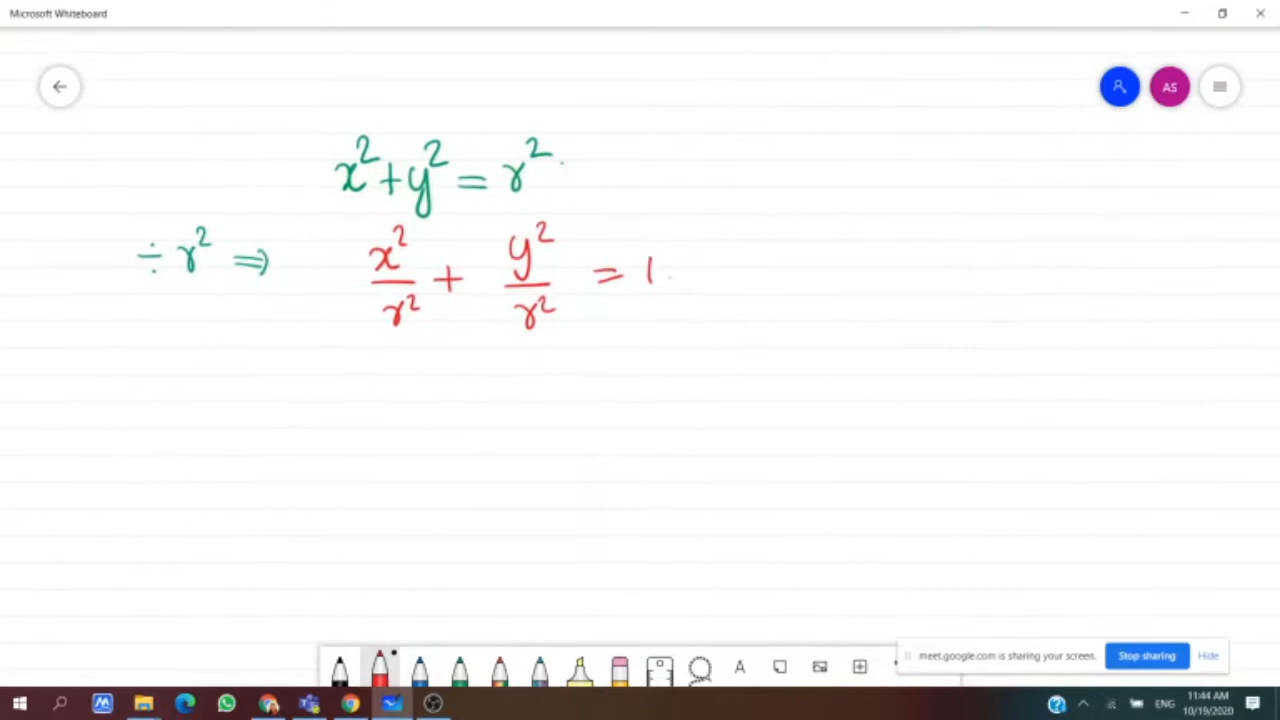 Microsoft Whiteboard
AS
x²+y²=r²
÷ r² ⇒ x²/r² + y²/r² = 1
A
meet.google.com is sharing your screen. Stop sharing Hide
ENG
11:44 AM
10/19/2020